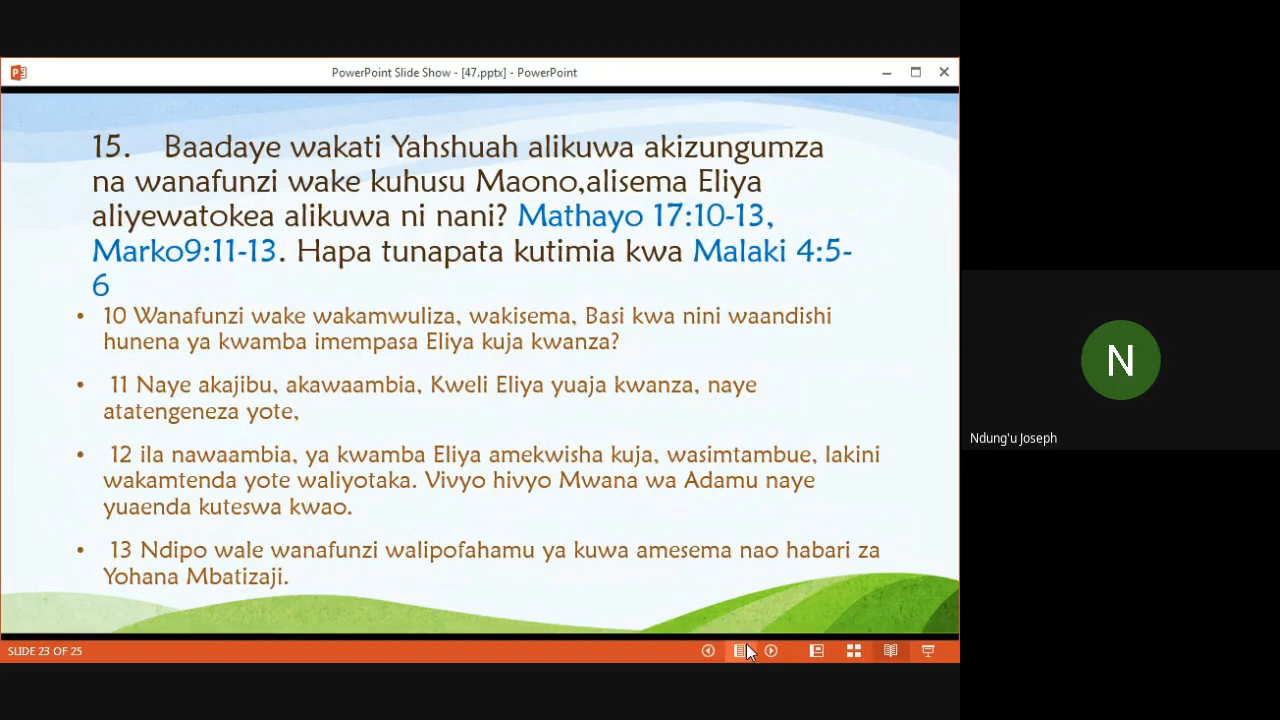 PowerPoint Slide Show - [47.pptx] - PowerPoint
15. Baadaye wakati Yahshuah alikuwa akizungumza
na wanafunzi wake kuhusu Maono,alisema Eliya
aliyewatokea alikuwa ni nani? Mathayo 17:10-13,
Marko9:11-13. Hapa tunapata kutimia kwa Malaki 4:5-
6
• 10 Wanafunzi wake wakamwuliza, wakisema, Basi kwa nini waandishi
hunena ya kwamba imempasa Eliya kuja kwanza?
• 11 Naye akajibu, akawaambia, Kweli Eliya yuaja kwanza, naye
atatengeneza yote,
• 12 ila nawaambia, ya kwamba Eliya amekwisha kuja, wasimtambue, lakini
wakamtenda yote waliyotaka. Vivyo hivyo Mwana wa Adamu naye
yuaenda kuteswa kwao.
• 13 Ndipo wale wanafunzi walipofahamu ya kuwa amesema nao habari za
Yohana Mbatizaji.
SLIDE 23 OF 25
N
Ndung'u Joseph